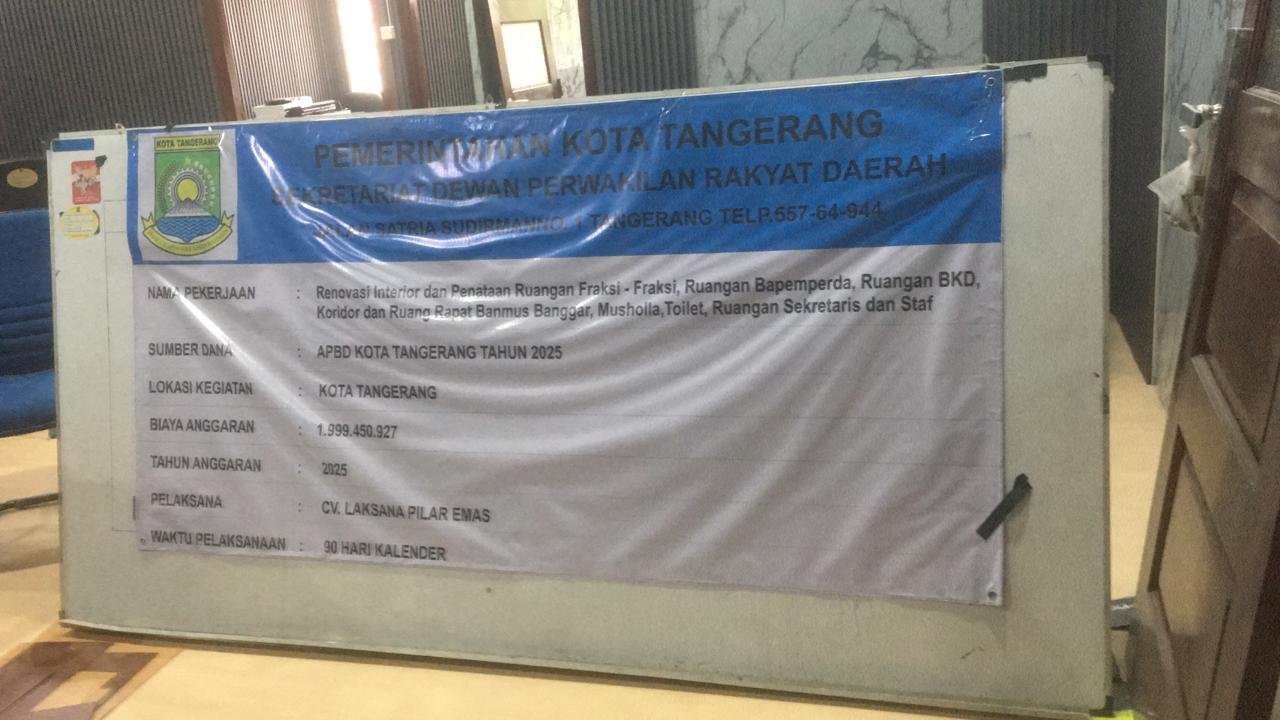 KOTA TANGERANG
PEMERINTAHAN KOTA TANGERANG
SEKRETARIAT DEWAN PERWAKILAN RAKYAT DAERAH
JALAN SATRIA SUDIRMANNO. 1 TANGERANG TELP.557-64-944
NAMA PEKERJAAN : Renovasi Interior dan Penataan Ruangan Fraksi - Fraksi, Ruangan Bapemperda, Ruangan BKD,
Koridor dan Ruang Rapat Banmus Banggar, Musholla,Toilet, Ruangan Sekretaris dan Staf
SUMBER DANA : APBD KOTA TANGERANG TAHUN 2025
LOKASI KEGIATAN : KOTA TANGERANG
BIAYA ANGGARAN : 1.999.450.927
TAHUN ANGGARAN : 2025
PELAKSANA : CV. LAKSANA PILAR EMAS
WAKTU PELAKSANAAN : 90 HARI KALENDER